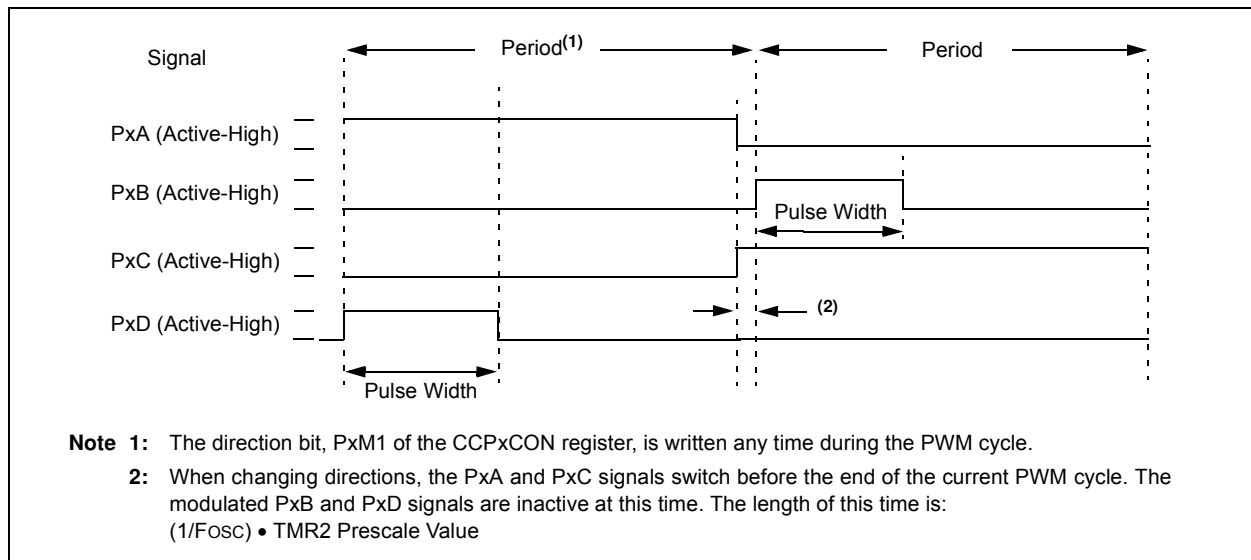 Signal
Period(1)
Period
PxA (Active-High)
PxB (Active-High)
Pulse Width
PxC (Active-High)
PxD (Active-High)
(2)
Pulse Width
Note 1: The direction bit, PxM1 of the CCPxCON register, is written any time during the PWM cycle.
2: When changing directions, the PxA and PxC signals switch before the end of the current PWM cycle. The
modulated PxB and PxD signals are inactive at this time. The length of this time is:
(1/FOSC) • TMR2 Prescale Value